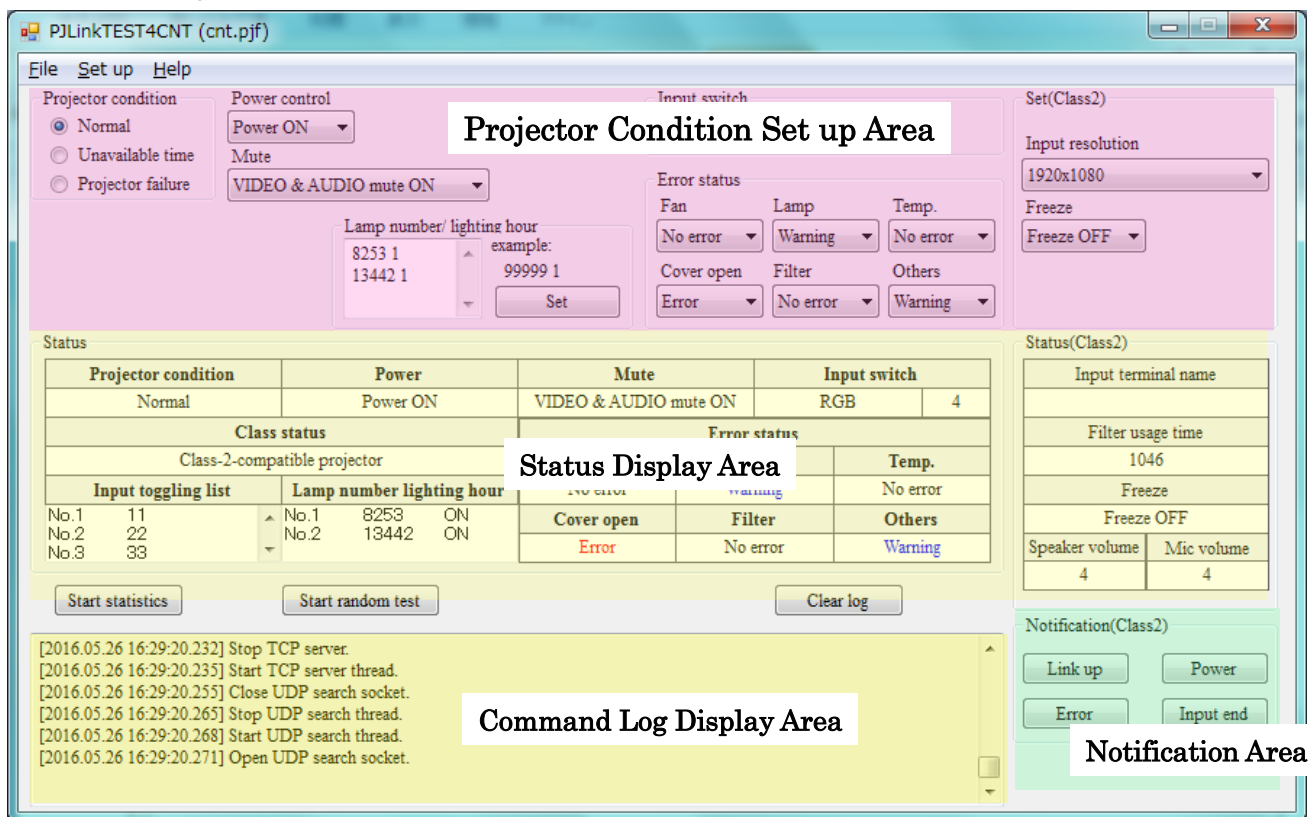 PJLinkTEST4CNT (cnt.pjf)
File Set up Help
Projector condition
Normal
Unavailable time
Projector failure
Power control
Power ON
Mute
VIDEO & AUDIO mute ON
Lamp number/ lighting hour
8253 1
13442 1
example:
99999 1
Set
Input switch
Projector Condition Set up Area
Error status
Fan Lamp Temp.
No error Warning No error
Cover open Filter Others
Error No error Warning
Set(Class2)
Input resolution
1920x1080
Freeze
Freeze OFF
Status
Projector condition Power Mute Input switch
Normal Power ON VIDEO & AUDIO mute ON RGB 4
Class status Error status
Class-2-compatible projector Temp.
Status Display Area
Input toggling list Lamp number lighting hour No error Warning No error
No.1 11 No.1 8253 ON
No.2 22 No.2 13442 ON
No.3 33
Cover open Filter Others
Error No error Warning
Status(Class2)
Input terminal name
Filter usage time
1046
Freeze
Freeze OFF
Speaker volume Mic volume
4 4
Start statistics Start random test Clear log
[2016.05.26 16:29:20.232] Stop TCP server.
[2016.05.26 16:29:20.235] Start TCP server thread.
[2016.05.26 16:29:20.255] Close UDP search socket.
[2016.05.26 16:29:20.265] Stop UDP search thread.
[2016.05.26 16:29:20.268] Start UDP search thread.
[2016.05.26 16:29:20.271] Open UDP search socket.
Command Log Display Area
Notification(Class2)
Link up Power
Error Input end
Notification Area